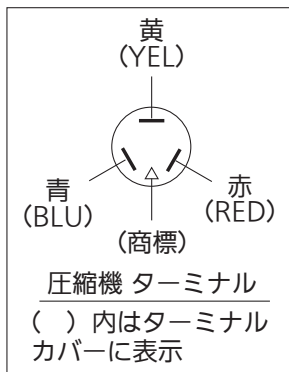 黄
(YEL)
青
(BLU)
赤
(RED)
(商標)
圧縮機 ターミナル
( )内はターミナル
カバーに表示